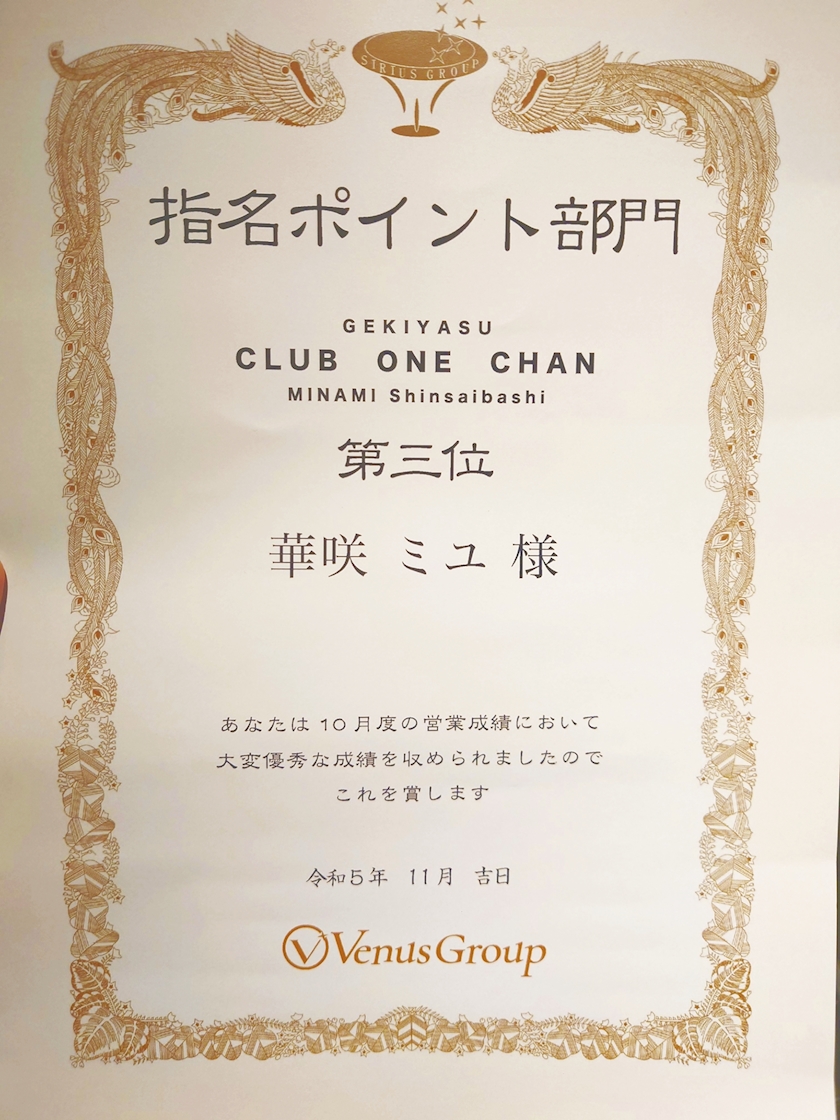 SIRIUS GROUP
指名ポイント部門
GEKIYASU
CLUB ONE CHAN
MINAMI Shinsaibashi
第三位
華咲 ミユ 様
あなたは 10 月度の営業成績において
大変優秀な成績を収められましたので
これを賞します
令和5年 11月 吉日
V Venus Group